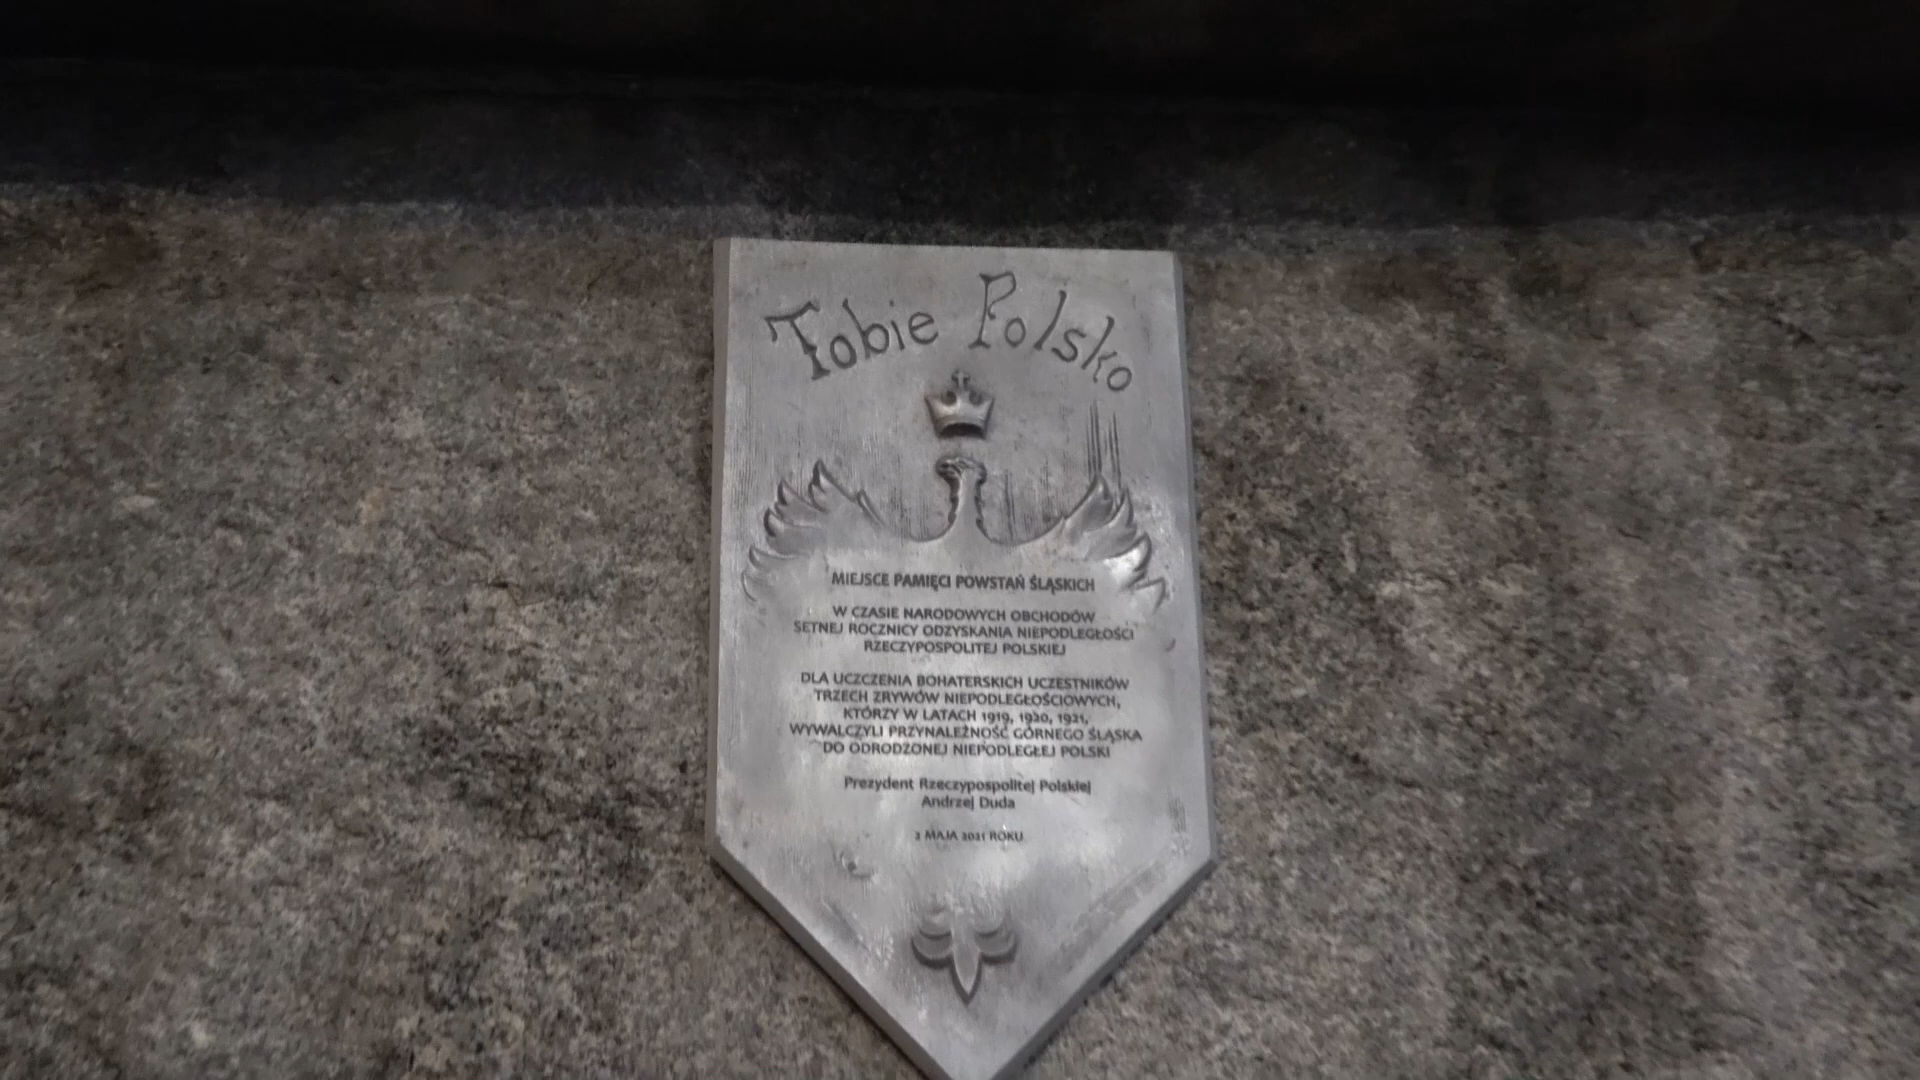 Tobie Polsko
MIEJSCE PAMIĘCI POWSTAŃ ŚLĄSKICH
W CZASIE NARODOWYCH OBCHODÓW
SETNEJ ROCZNICY ODZYSKANIA NIEPODLEGŁOŚCI
RZECZYPOSPOLITEJ POLSKIEJ
DLA UCZCZENIA BOHATERSKICH UCZESTNIKÓW
TRZECH ZRYWÓW NIEPODLEGŁOŚCIOWYCH,
KTÓRZY W LATACH 1919, 1920, 1921,
WYWALCZYLI PRZYNALEŻNOŚĆ GÓRNEGO ŚLĄSKA
DO ODRODZONEJ NIEPODLEGŁEJ POLSKI
Prezydent Rzeczypospolitej Polskiej
Andrzej Duda
2 MAJA 2021 ROKU